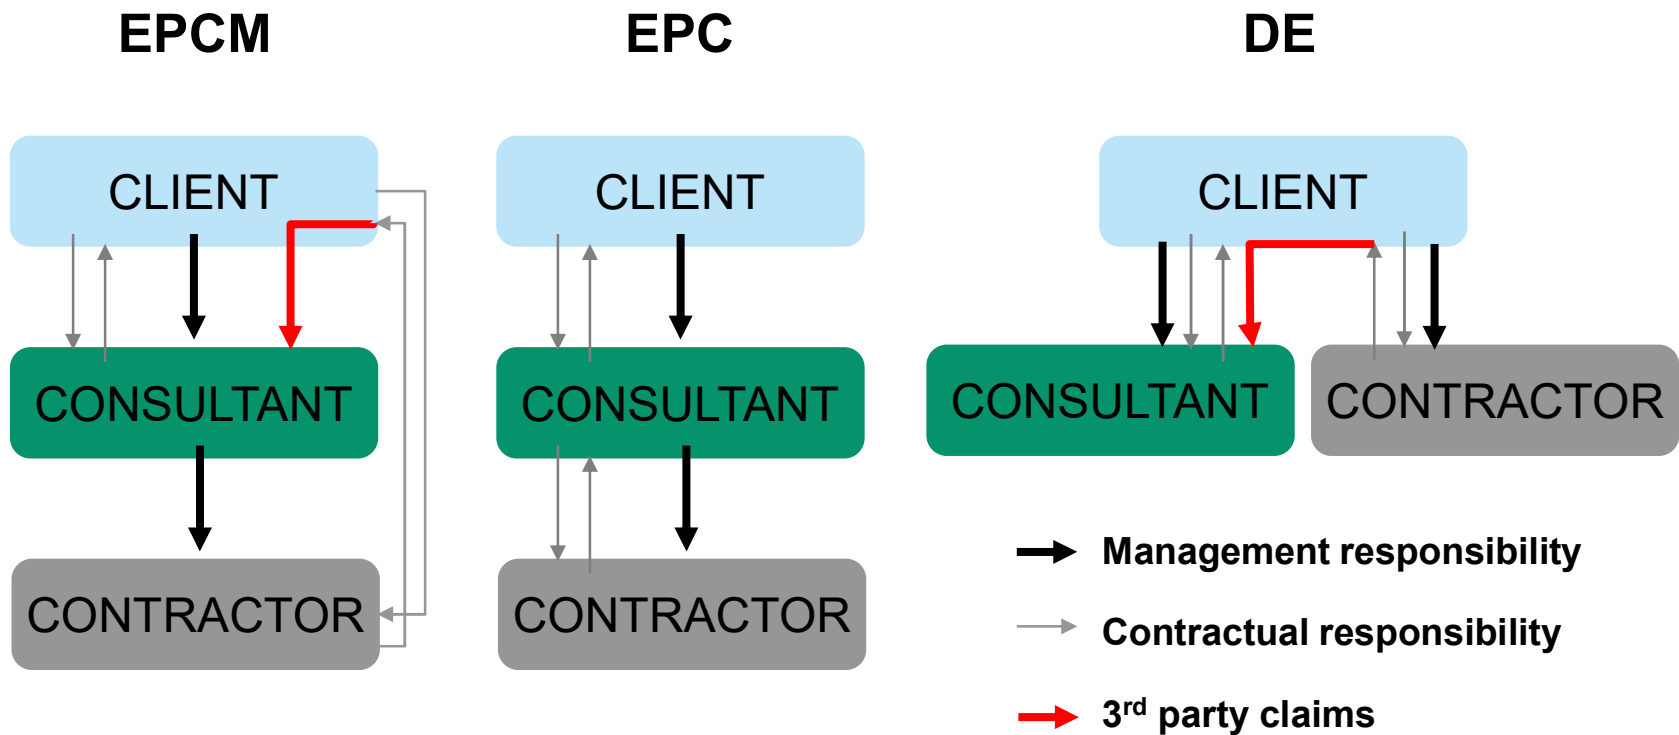 EPCM
EPC
DE
CLIENT
CLIENT
CLIENT
CONSULTANT
CONSULTANT
CONSULTANT
CONTRACTOR
CONTRACTOR
CONTRACTOR
Management responsibility
Contractual responsibility
3rd party claims